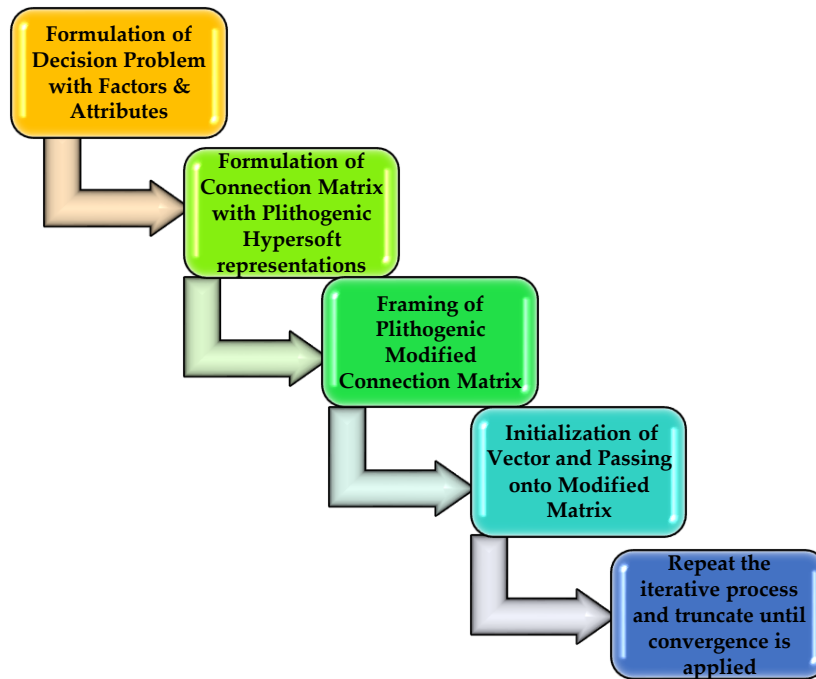 Formulation of
Decision Problem
with Factors &
Attributes
Formulation of
Connection Matrix
with Plithogenic
Hypersoft
representations
Framing of
Plithogenic
Modified
Connection Matrix
Initialization of
Vector and Passing
onto Modified
Matrix
Repeat the
iterative process
and truncate until
convergence is
applied